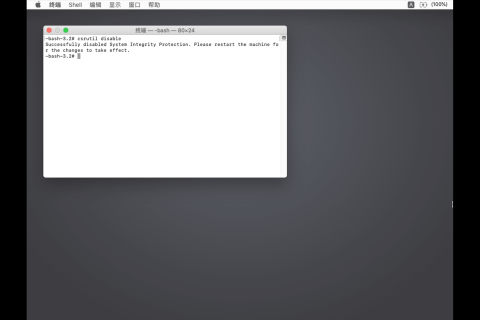 终端 Shell 编辑 显示 窗口 帮助 A (100%)
终端 — -bash — 80×24
-bash-3.2# csrutil disable
Successfully disabled System Integrity Protection. Please restart the machine fo
r the changes to take effect.
-bash-3.2#